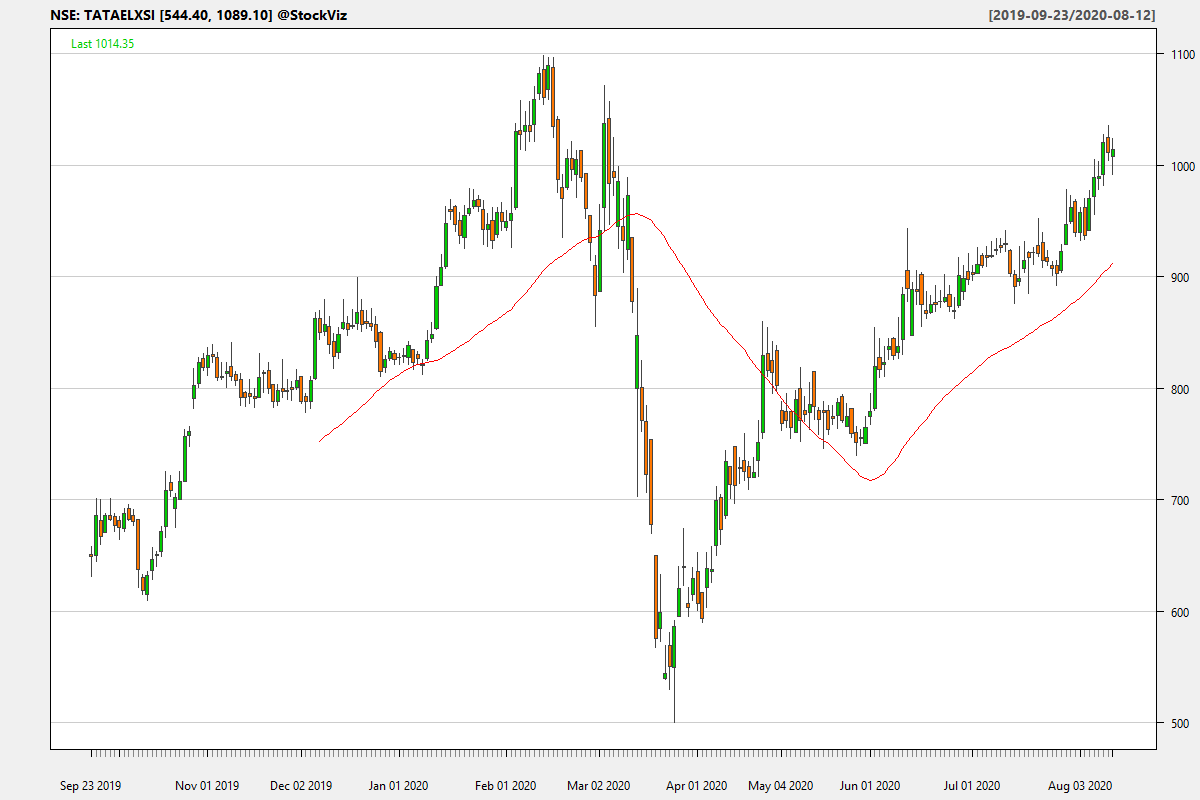 NSE: TATAELXSI [544.40, 1089.10] @StockViz [2019-09-23/2020-08-12]
Last 1014.35
1100
1000
900
800
700
600
500
Sep 23 2019 Nov 01 2019 Dec 02 2019 Jan 01 2020 Feb 01 2020 Mar 02 2020 Apr 01 2020 May 04 2020 Jun 01 2020 Jul 01 2020 Aug 03 2020